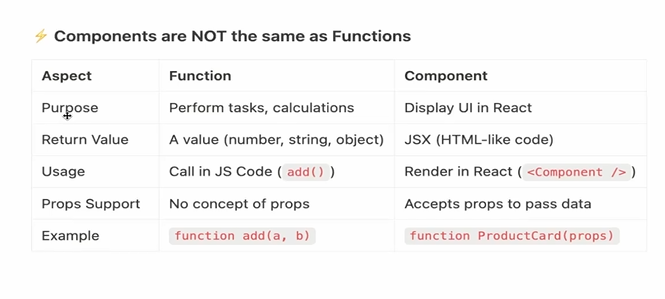 ⚡ Components are NOT the same as Functions
Aspect Function Component
Purpose Perform tasks, calculations Display UI in React
Return Value A value (number, string, object) JSX (HTML-like code)
Usage Call in JS Code ( add() ) Render in React ( <Component /> )
Props Support No concept of props Accepts props to pass data
Example function add(a, b) function ProductCard(props)